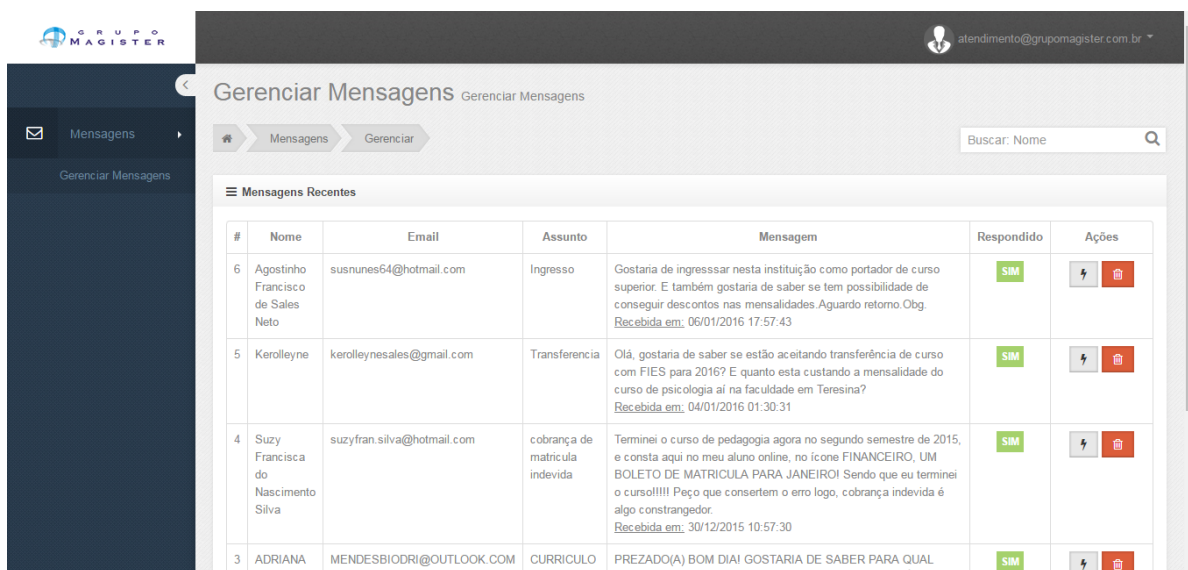 GRUPO
MAGISTER
atendimento@grupomagister.com.br
Gerenciar Mensagens Gerenciar Mensagens
Mensagens
Mensagens Gerenciar
Buscar: Nome
Gerenciar Mensagens
Mensagens Recentes
# Nome Email Assunto Mensagem Respondido Ações
6 Agostinho susnunes64@hotmail.com Ingresso Gostaria de ingresssar nesta instituição como portador de curso SIM
Francisco superior. E também gostaria de saber se tem possibilidade de
de Sales conseguir descontos nas mensalidades.Aguardo retorno.Obg.
Neto Recebida em: 06/01/2016 17:57:43
5 Kerolleyne kerolleynesales@gmail.com Transferencia Olá, gostaria de saber se estão aceitando transferência de curso SIM
com FIES para 2016? E quanto esta custando a mensalidade do
curso de psicologia aí na faculdade em Teresina?
Recebida em: 04/01/2016 01:30:31
4 Suzy suzyfran.silva@hotmail.com cobrança de Terminei o curso de pedagogia agora no segundo semestre de 2015, SIM
Francisca matricula e consta aqui no meu aluno online, no ícone FINANCEIRO, UM
do indevida BOLETO DE MATRICULA PARA JANEIRO! Sendo que eu terminei
Nascimento o curso!!!!! Peço que consertem o erro logo, cobrança indevida é
Silva algo constrangedor.
Recebida em: 30/12/2015 10:57:30
3 ADRIANA MENDESBIODRI@OUTLOOK.COM CURRICULO PREZADO(A) BOM DIA! GOSTARIA DE SABER PARA QUAL SIM